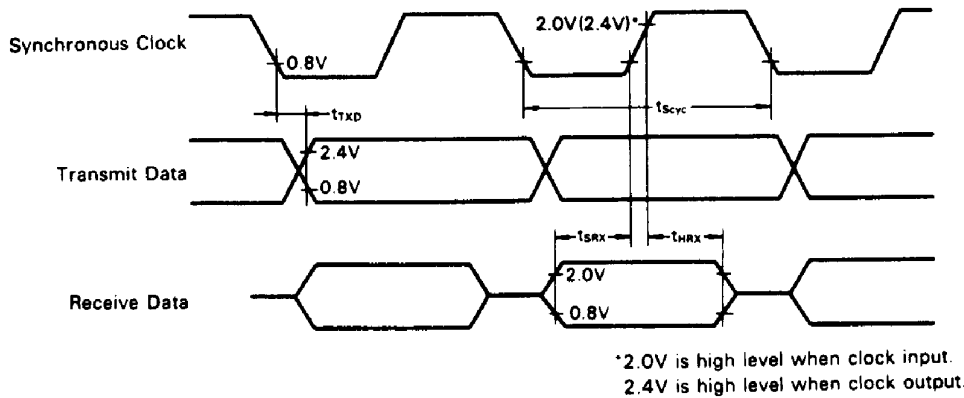 2.0V(2.4V)*
Synchronous Clock
0.8V
tScyc
tTXD
2.4V
Transmit Data
0.8V
tSRX
tHRX
2.0V
Receive Data
0.8V
*2.0V is high level when clock input.
2.4V is high level when clock output.